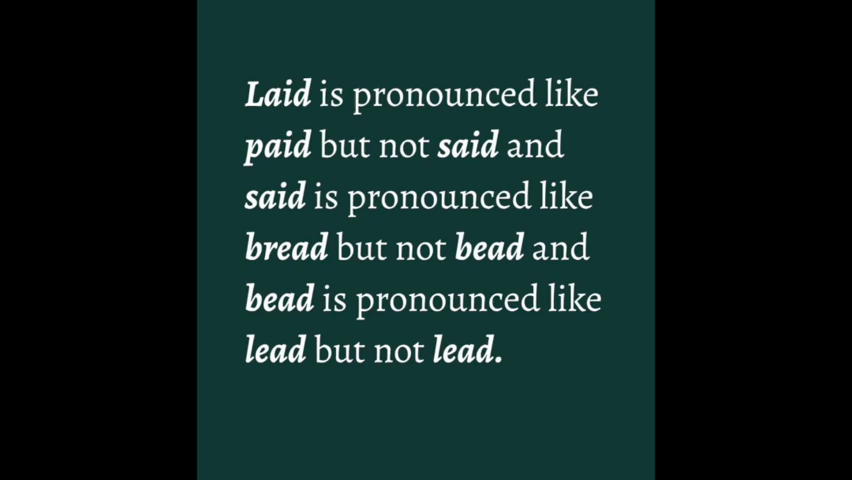 Laid is pronounced like
paid but not said and
said is pronounced like
bread but not bead and
bead is pronounced like
lead but not lead.